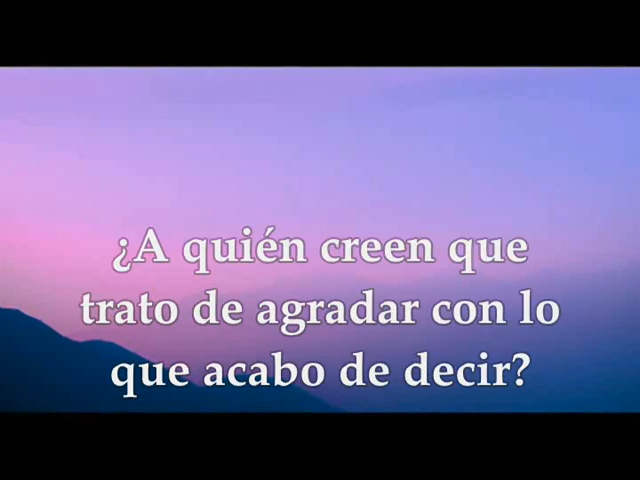 ¿A quién creen que
trato de agradar con lo
que acabo de decir?